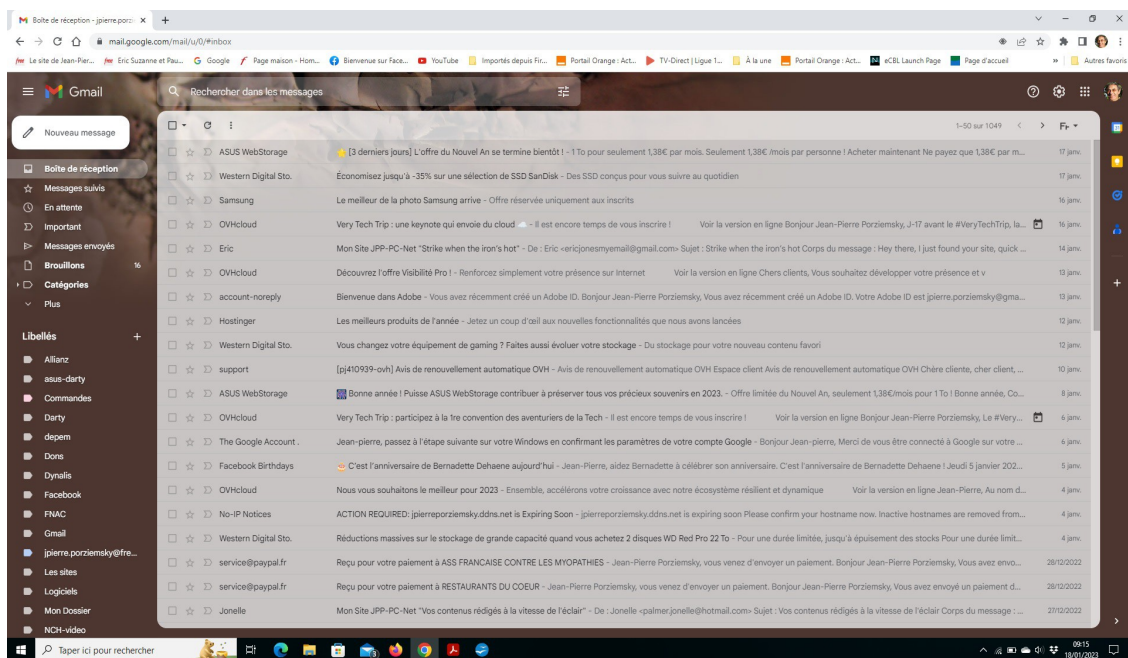 Boîte de réception - jpierre.porzi
mail.google.com/mail/u/0/#inbox
Le site de Jean-Pier... Eric Suzanne et Pau... Google Page maison - Hom... Bienvenue sur Face... YouTube Importés depuis Fir... Portail Orange : Act... TV-Direct | Ligue 1... À la une Portail Orange : Act... eCBL Launch Page Page d'accueil » Autres favoris
Gmail Rechercher dans les messages
Nouveau message 1–50 sur 1049
Boîte de réception
Messages suivis
En attente
Important
Messages envoyés
Brouillons 16
Catégories
Plus
Libellés +
Allianz
asus-darty
Commandes
Darty
depem
Dons
Dynalis
Facebook
FNAC
Gmail
jpierre.porziemsky@fre...
Les sites
Logiciels
Mon Dossier
NCH-video
ASUS WebStorage ⭐ [3 derniers jours] L'offre du Nouvel An se termine bientôt ! - 1 To pour seulement 1,38€ par mois. Seulement 1,38€ /mois par personne ! Acheter maintenant Ne payez que 1,38€ par m... 17 janv.
Western Digital Sto. Économisez jusqu'à -35% sur une sélection de SSD SanDisk - Des SSD conçus pour vous suivre au quotidien 17 janv.
Samsung Le meilleur de la photo Samsung arrive - Offre réservée uniquement aux inscrits 16 janv.
OVHcloud Very Tech Trip : une keynote qui envoie du cloud ☁ - Il est encore temps de vous inscrire ! Voir la version en ligne Bonjour Jean-Pierre Porziemsky, J-17 avant le #VeryTechTrip, la... 16 janv.
Eric Mon Site JPP-PC-Net "Strike when the iron's hot" - De : Eric <ericjonesmyemail@gmail.com> Sujet : Strike when the iron's hot Corps du message : Hey there, I just found your site, quick ... 14 janv.
OVHcloud Découvrez l'offre Visibilité Pro ! - Renforcez simplement votre présence sur Internet Voir la version en ligne Chers clients, Vous souhaitez développer votre présence et v 13 janv.
account-noreply Bienvenue dans Adobe - Vous avez récemment créé un Adobe ID. Bonjour Jean-Pierre Porziemsky, Vous avez récemment créé un Adobe ID. Votre Adobe ID est jpierre.porziemsky@gma... 13 janv.
Hostinger Les meilleurs produits de l'année - Jetez un coup d'œil aux nouvelles fonctionnalités que nous avons lancées 12 janv.
Western Digital Sto. Vous changez votre équipement de gaming ? Faites aussi évoluer votre stockage - Du stockage pour votre nouveau contenu favori 12 janv.
support [pj410939-ovh] Avis de renouvellement automatique OVH - Avis de renouvellement automatique OVH Espace client Avis de renouvellement automatique OVH Chère cliente, cher client, ... 10 janv.
ASUS WebStorage 🎆 Bonne année ! Puisse ASUS WebStorage contribuer à préserver tous vos précieux souvenirs en 2023. - Offre limitée du Nouvel An, seulement 1,38€/mois pour 1 To ! Bonne année, Co... 8 janv.
OVHcloud Very Tech Trip : participez à la 1re convention des aventuriers de la Tech - Il est encore temps de vous inscrire ! Voir la version en ligne Bonjour Jean-Pierre Porziemsky, Le #Very... 6 janv.
The Google Account . Jean-pierre, passez à l'étape suivante sur votre Windows en confirmant les paramètres de votre compte Google - Bonjour Jean-pierre, Merci de vous être connecté à Google sur votre ... 6 janv.
Facebook Birthdays 🎂 C'est l'anniversaire de Bernadette Dehaene aujourd'hui - Jean-Pierre, aidez Bernadette à célébrer son anniversaire. C'est l'anniversaire de Bernadette Dehaene ! Jeudi 5 janvier 202... 5 janv.
OVHcloud Nous vous souhaitons le meilleur pour 2023 - Ensemble, accélérons votre croissance avec notre écosystème résilient et dynamique Voir la version en ligne Jean-Pierre, Au nom d... 4 janv.
No-IP Notices ACTION REQUIRED: jpierreporziemsky.ddns.net is Expiring Soon - jpierreporziemsky.ddns.net is expiring soon Please confirm your hostname now. Inactive hostnames are removed from... 4 janv.
Western Digital Sto. Réductions massives sur le stockage de grande capacité quand vous achetez 2 disques WD Red Pro 22 To - Pour une durée limitée, jusqu'à épuisement des stocks Pour une durée limit... 4 janv.
service@paypal.fr Reçu pour votre paiement à ASS FRANCAISE CONTRE LES MYOPATHIES - Jean-Pierre Porziemsky, vous venez d'envoyer un paiement. Bonjour Jean-Pierre Porziemsky, Vous avez envo... 28/12/2022
service@paypal.fr Reçu pour votre paiement à RESTAURANTS DU COEUR - Jean-Pierre Porziemsky, vous venez d'envoyer un paiement. Bonjour Jean-Pierre Porziemsky, Vous avez envoyé un paiement d... 28/12/2022
Jonelle Mon Site JPP-PC-Net "Vos contenus rédigés à la vitesse de l'éclair" - De : Jonelle <palmer.jonelle@hotmail.com> Sujet : Vos contenus rédigés à la vitesse de l'éclair Corps du message : ... 27/12/2022
Taper ici pour rechercher
09:15
18/01/2023